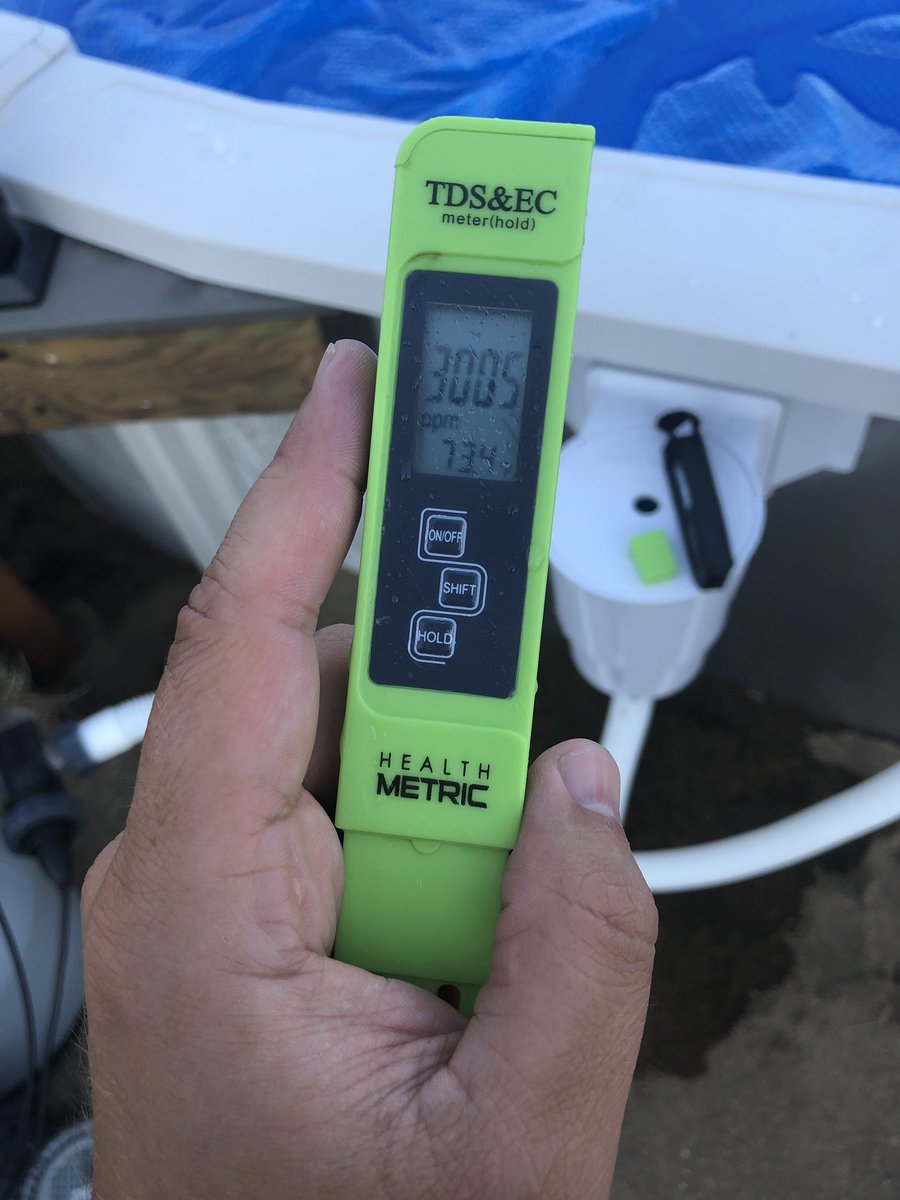 TDS&EC
meter(hold)
3005
ppm
73.4
ON/OFF
SHIFT
HOLD
HEALTH
METRIC